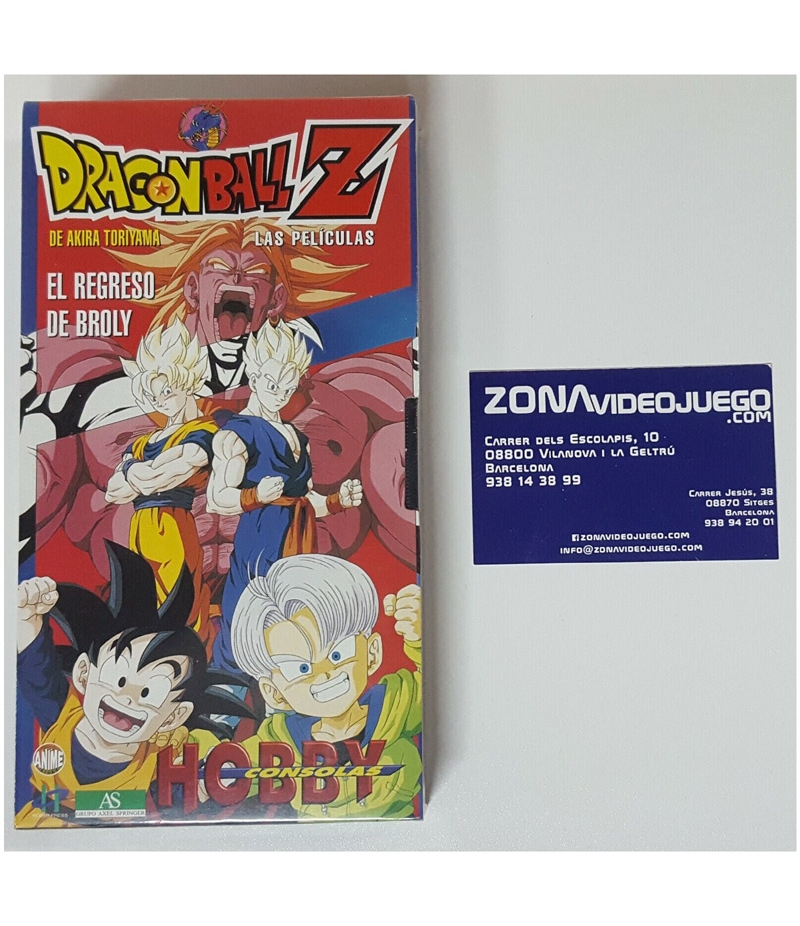 DRAGON BALL Z
DE AKIRA TORIYAMA
LAS PELÍCULAS
EL REGRESO
DE BROLY
ANIME
HOBBY
CONSOLAS
HOBBY PRESS
AS
GRUPO AXEL SPRINGER
ZONAVIDEOJUEGO
.COM
CARRER DELS ESCOLAPIS, 10
08800 VILANOVA I LA GELTRÚ
BARCELONA
938 14 38 99
CARRER JESÚS, 38
08870 SITGES
BARCELONA
938 94 20 01
ZONAVIDEOJUEGO.COM
INFO@ZONAVIDEOJUEGO.COM